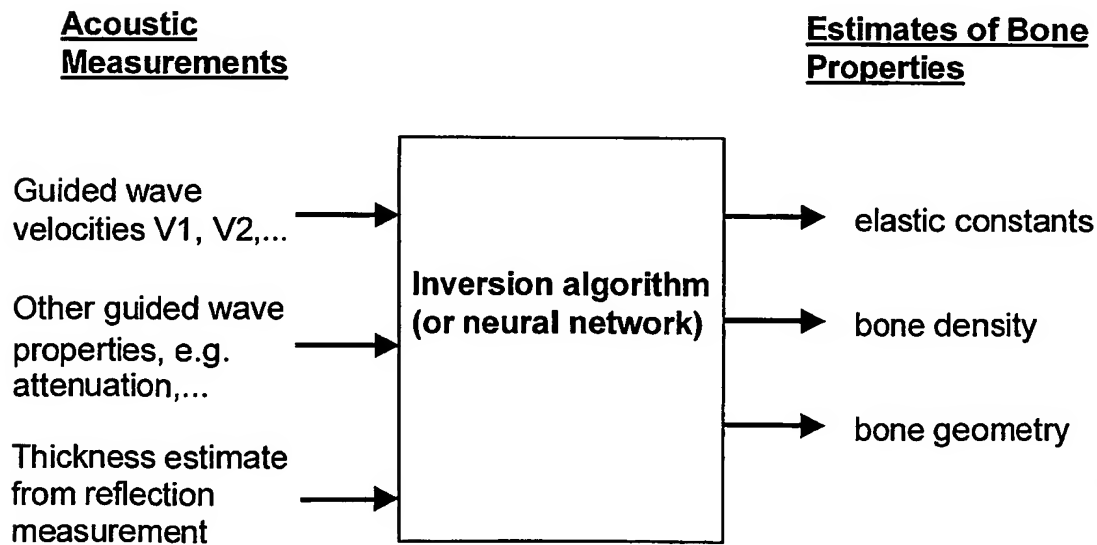 Acoustic
Measurements
Estimates of Bone
Properties
Guided wave
velocities V1, V2,...
Other guided wave
properties, e.g.
attenuation,...
Thickness estimate
from reflection
measurement
Inversion algorithm
(or neural network)
elastic constants
bone density
bone geometry